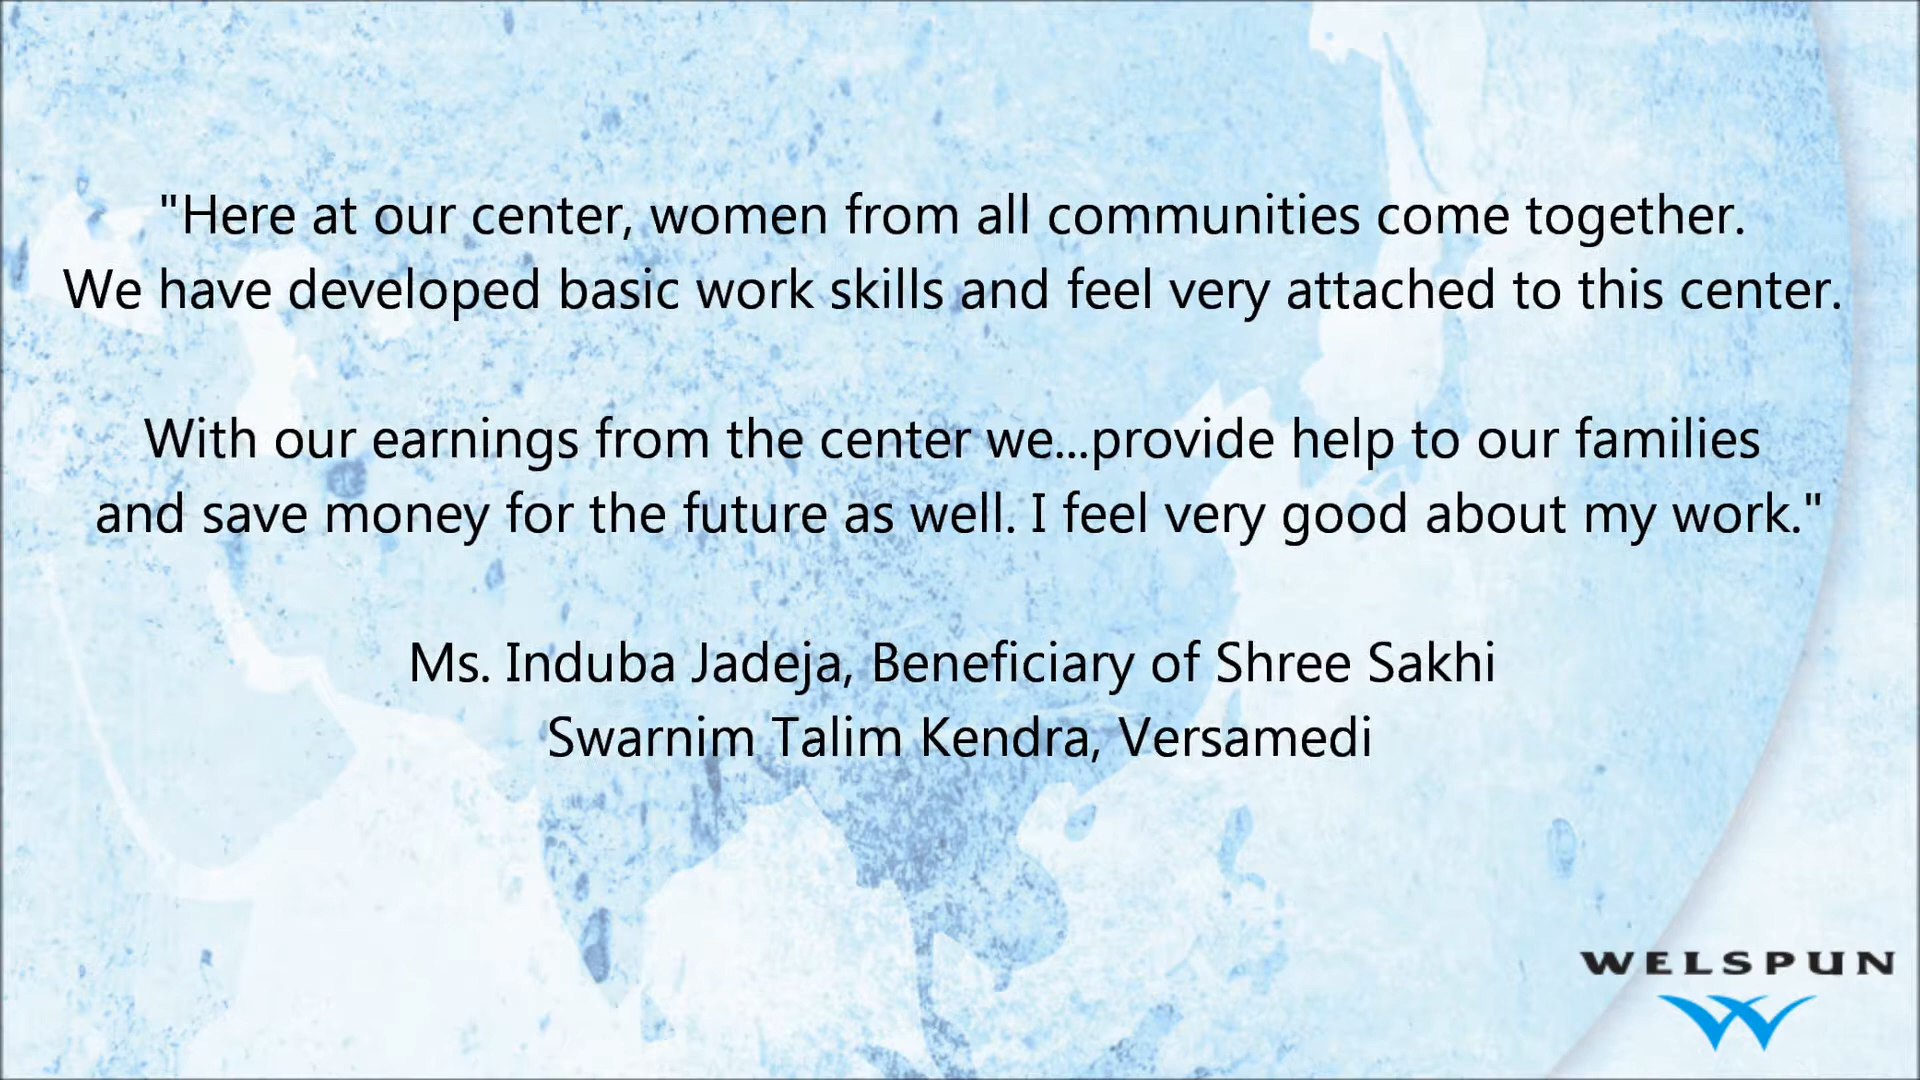 "Here at our center, women from all communities come together.
We have developed basic work skills and feel very attached to this center.
With our earnings from the center we...provide help to our families
and save money for the future as well. I feel very good about my work."
Ms. Induba Jadeja, Beneficiary of Shree Sakhi
Swarnim Talim Kendra, Versamedi
WELSPUN